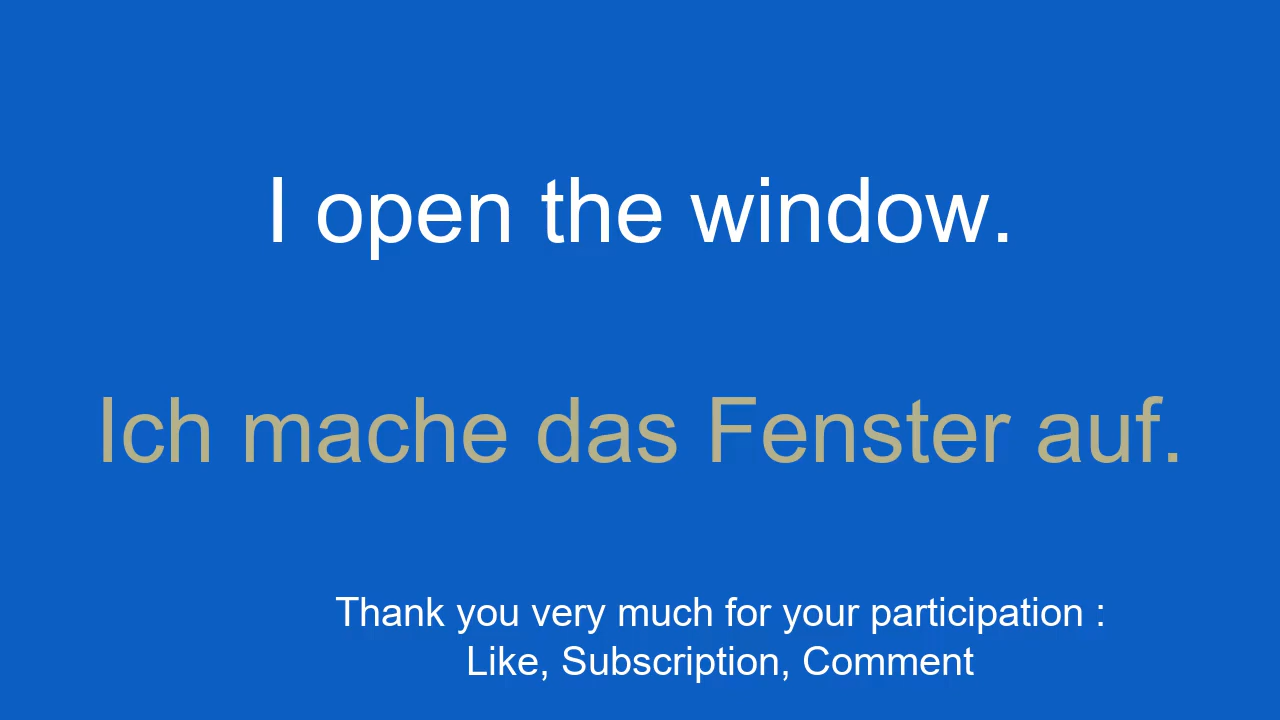 I open the window.
Ich mache das Fenster auf.
Thank you very much for your participation :
Like, Subscription, Comment